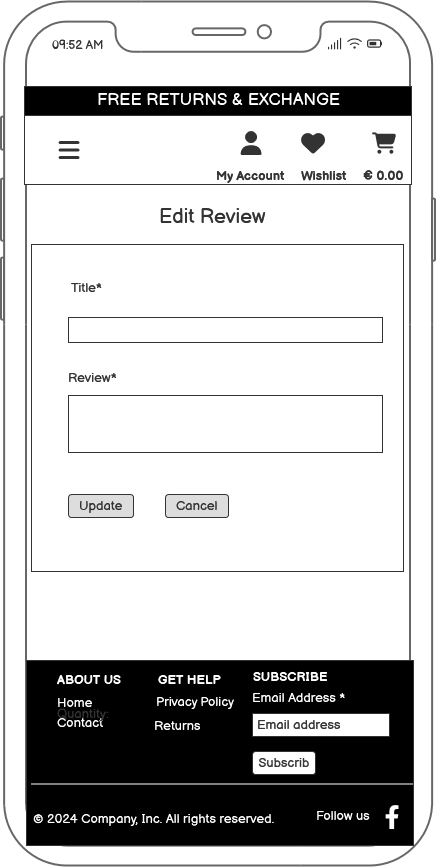 09:52 AM
FREE RETURNS & EXCHANGE
My Account Wishlist € 0.00
Edit Review
Title*
Review*
Update Cancel
ABOUT US GET HELP SUBSCRIBE
Home Privacy Policy Email Address *
Quantity:
Contact Returns Email address
Subscrib
© 2024 Company, Inc. All rights reserved. Follow us